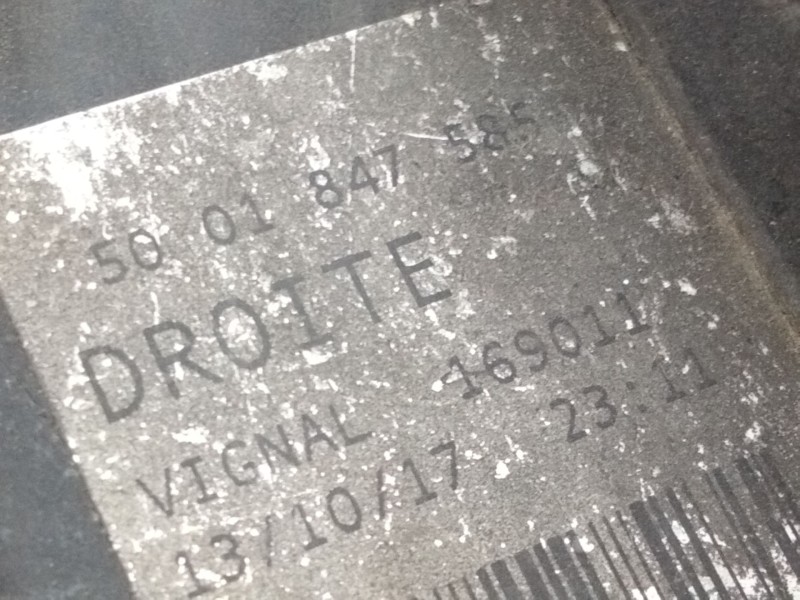 50 01 847 585
DROITE
VIGNAL 169011
13/10/17 23:11